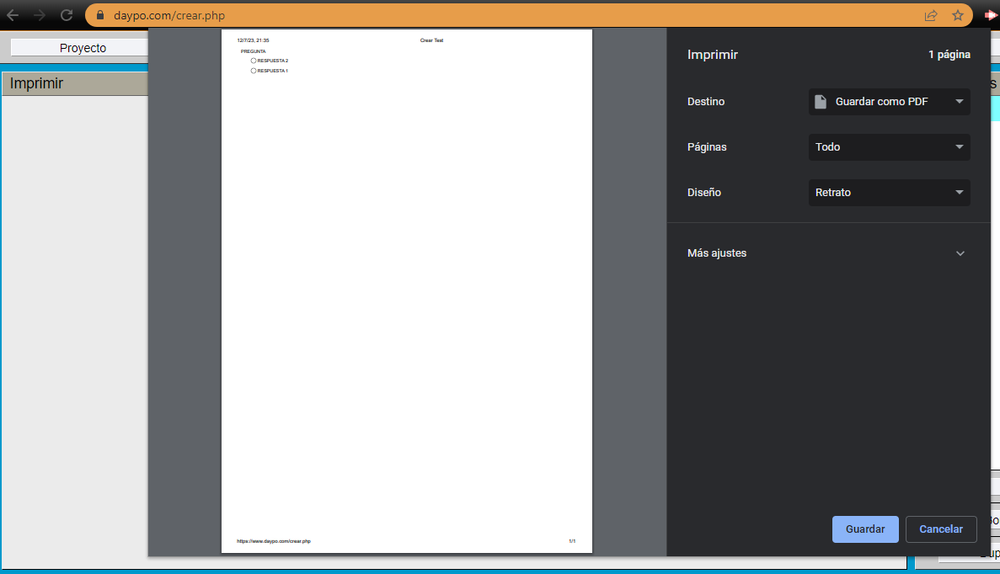 daypo.com/crear.php
Proyecto
Imprimir
12/7/23, 21:35
Crear Test
PREGUNTA
RESPUESTA 2
RESPUESTA 1
https://www.daypo.com/crear.php
1/1
Imprimir
1 página
Destino
Guardar como PDF
Páginas
Todo
Diseño
Retrato
Más ajustes
Guardar
Cancelar